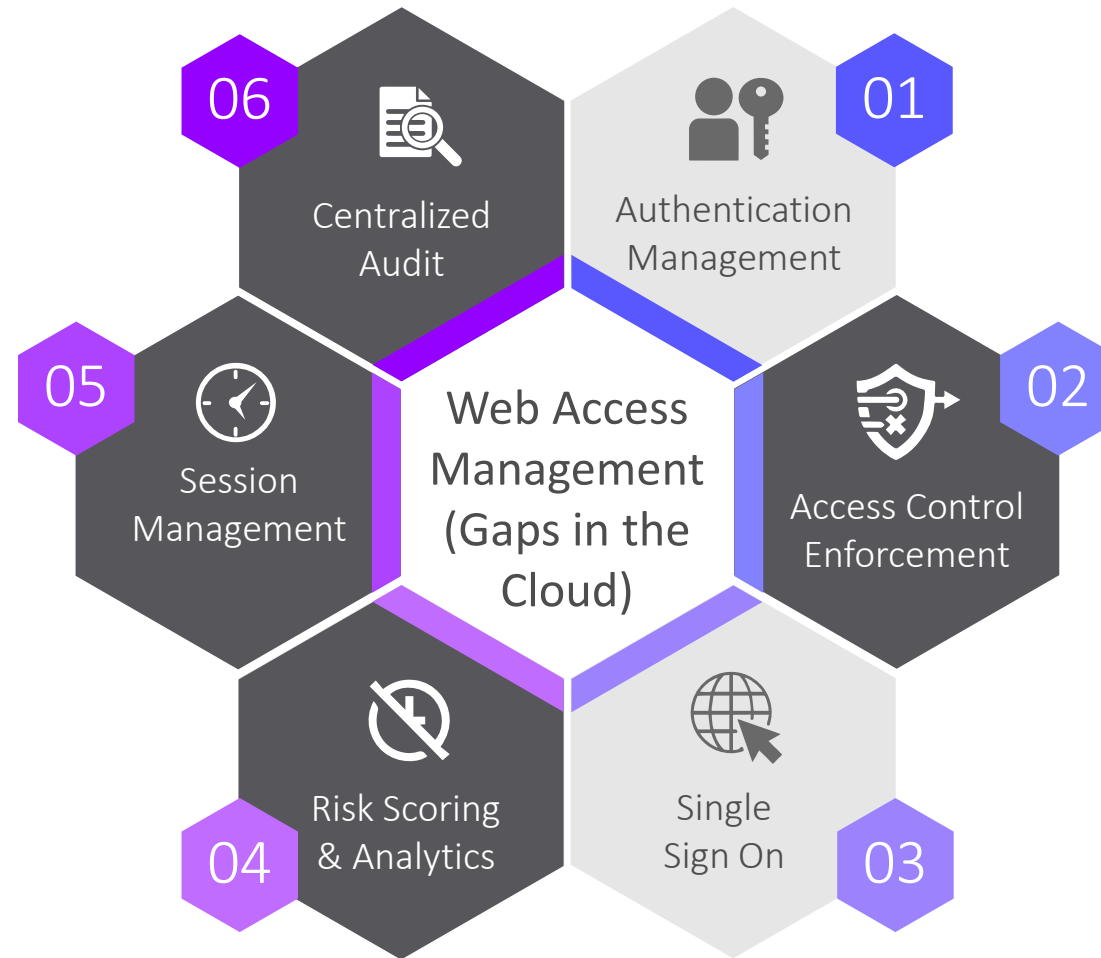 06
Centralized
Audit
01
Authentication
Management
05
Session
Management
Web Access
Management
(Gaps in the
Cloud)
02
Access Control
Enforcement
04
Risk Scoring
& Analytics
03
Single
Sign On